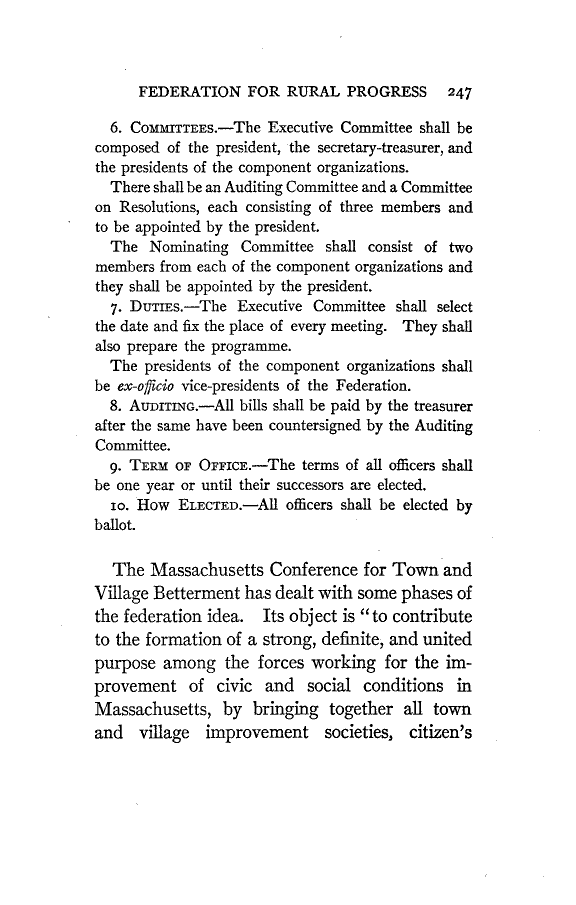 FEDERATION FOR RURAL PROGRESS 247
6. COMMITTEES.—The Executive Committee shall be
composed of the president, the secretary-treasurer, and
the presidents of the component organizations.
There shall be an Auditing Committee and a Committee
on Resolutions, each consisting of three members and
to be appointed by the president.
The Nominating Committee shall consist of two
members from each of the component organizations and
they shall be appointed by the president.
7. DUTIES.—The Executive Committee shall select
the date and fix the place of every meeting. They shall
also prepare the programme.
The presidents of the component organizations shall
be ex-officio vice-presidents of the Federation.
8. AUDITING.—All bills shall be paid by the treasurer
after the same have been countersigned by the Auditing
Committee.
9. TERM OF OFFICE.—The terms of all officers shall
be one year or until their successors are elected.
10. HOW ELECTED.—All officers shall be elected by
ballot.
The Massachusetts Conference for Town and
Village Betterment has dealt with some phases of
the federation idea. Its object is "to contribute
to the formation of a strong, definite, and united
purpose among the forces working for the im-
provement of civic and social conditions in
Massachusetts, by bringing together all town
and village improvement societies, citizen's